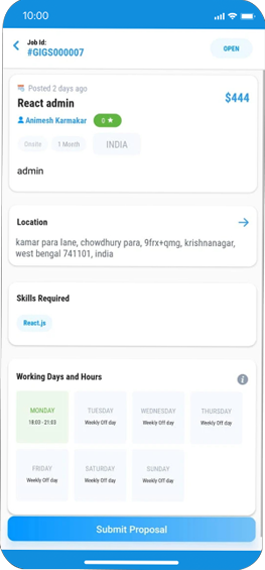 10:00
Job Id:
#GIGS000007
OPEN
Posted 2 days ago
React admin
$444
Animesh Karmakar
0 ★
Onsite
1 Month
INDIA
admin
Location
kamar para lane, chowdhury para, 9frx+qmg, krishnanagar,
west bengal 741101, india
Skills Required
React.js
Working Days and Hours
MONDAY
18:03 - 21:03
TUESDAY
Weekly Off day
WEDNESDAY
Weekly Off day
THURSDAY
Weekly Off day
FRIDAY
Weekly Off day
SATURDAY
Weekly Off day
SUNDAY
Weekly Off day
Submit Proposal